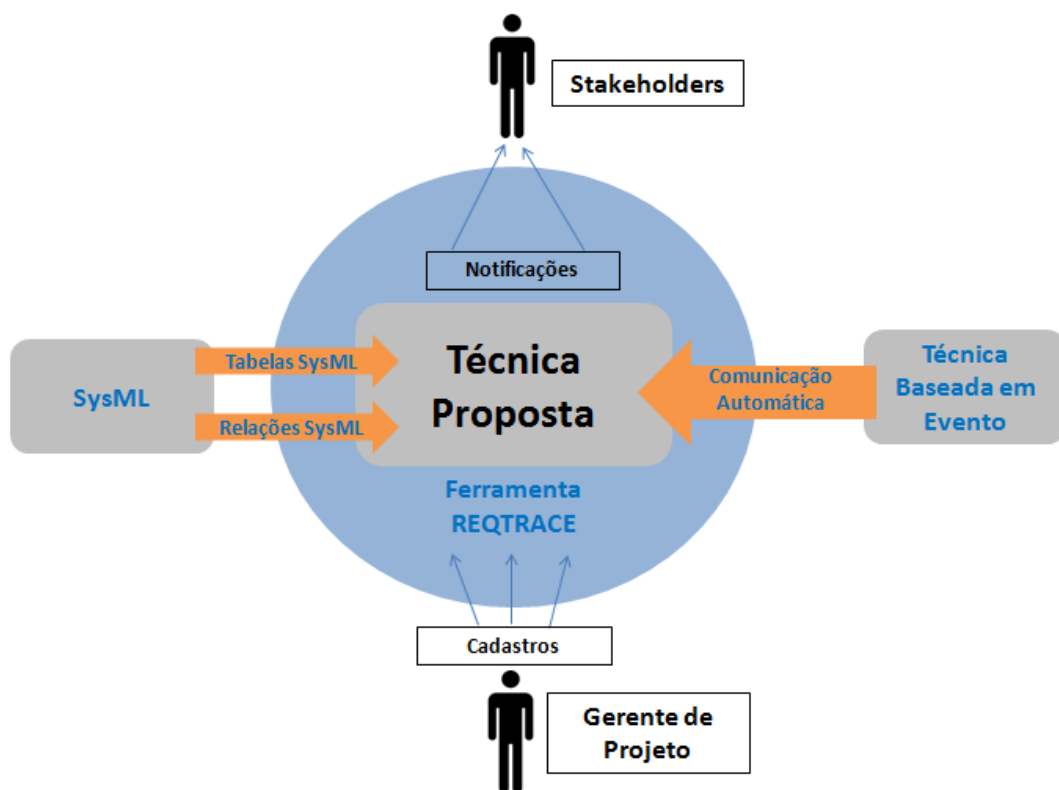 Stakeholders
Notificações
Técnica
Proposta
SysML
Tabelas SysML
Relações SysML
Comunicação
Automática
Técnica
Baseada em
Evento
Ferramenta
REQTRACE
Cadastros
Gerente de
Projeto